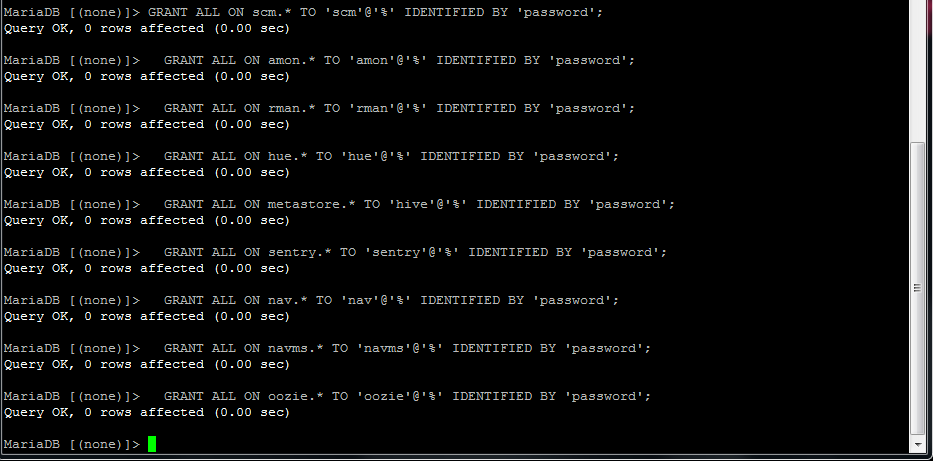 MariaDB [(none)]> GRANT ALL ON scm.* TO 'scm'@'%' IDENTIFIED BY 'password';
Query OK, 0 rows affected (0.00 sec)
MariaDB [(none)]>   GRANT ALL ON amon.* TO 'amon'@'%' IDENTIFIED BY 'password';
Query OK, 0 rows affected (0.00 sec)
MariaDB [(none)]>   GRANT ALL ON rman.* TO 'rman'@'%' IDENTIFIED BY 'password';
Query OK, 0 rows affected (0.00 sec)
MariaDB [(none)]>   GRANT ALL ON hue.* TO 'hue'@'%' IDENTIFIED BY 'password';
Query OK, 0 rows affected (0.00 sec)
MariaDB [(none)]>   GRANT ALL ON metastore.* TO 'hive'@'%' IDENTIFIED BY 'password';
Query OK, 0 rows affected (0.00 sec)
MariaDB [(none)]>   GRANT ALL ON sentry.* TO 'sentry'@'%' IDENTIFIED BY 'password';
Query OK, 0 rows affected (0.00 sec)
MariaDB [(none)]>   GRANT ALL ON nav.* TO 'nav'@'%' IDENTIFIED BY 'password';
Query OK, 0 rows affected (0.00 sec)
MariaDB [(none)]>   GRANT ALL ON navms.* TO 'navms'@'%' IDENTIFIED BY 'password';
Query OK, 0 rows affected (0.00 sec)
MariaDB [(none)]>   GRANT ALL ON oozie.* TO 'oozie'@'%' IDENTIFIED BY 'password';
Query OK, 0 rows affected (0.00 sec)
MariaDB [(none)]>